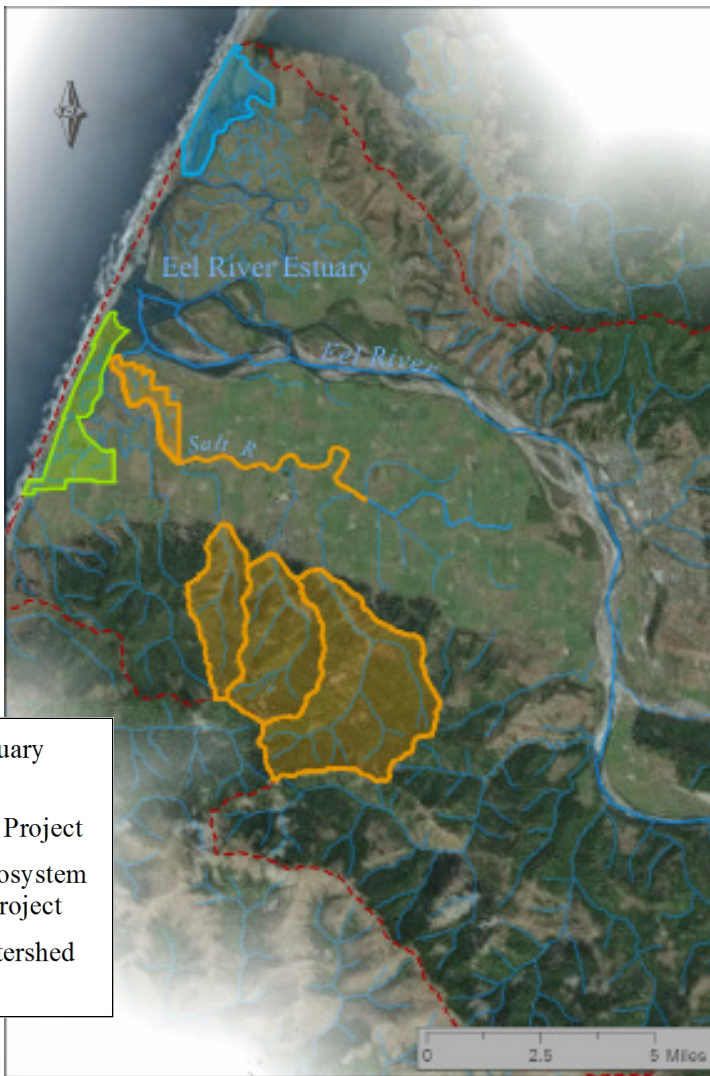 Eel River Estuary
Eel River
Salt R
uary
Project
osystem
roject
tershed
0 2.5 5 Miles